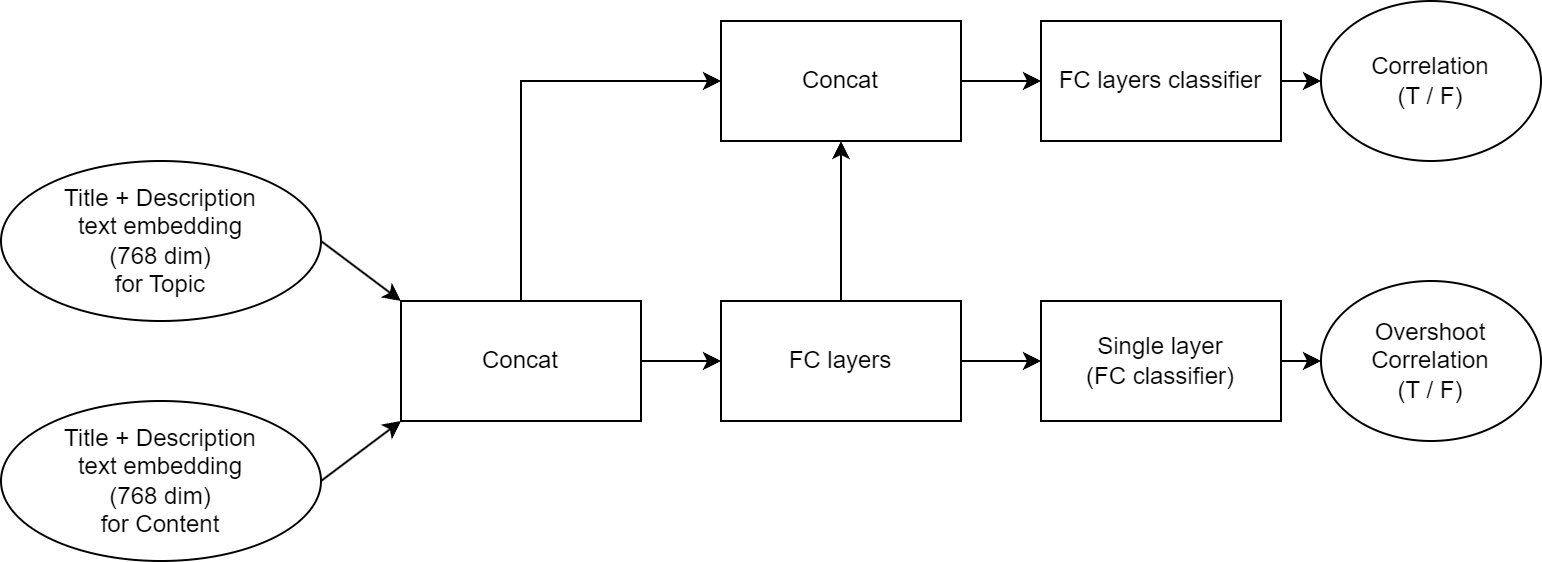 Concat
FC layers classifier
Correlation
(T / F)
Title + Description
text embedding
(768 dim)
for Topic
Concat
FC layers
Single layer
(FC classifier)
Overshoot
Correlation
(T / F)
Title + Description
text embedding
(768 dim)
for Content